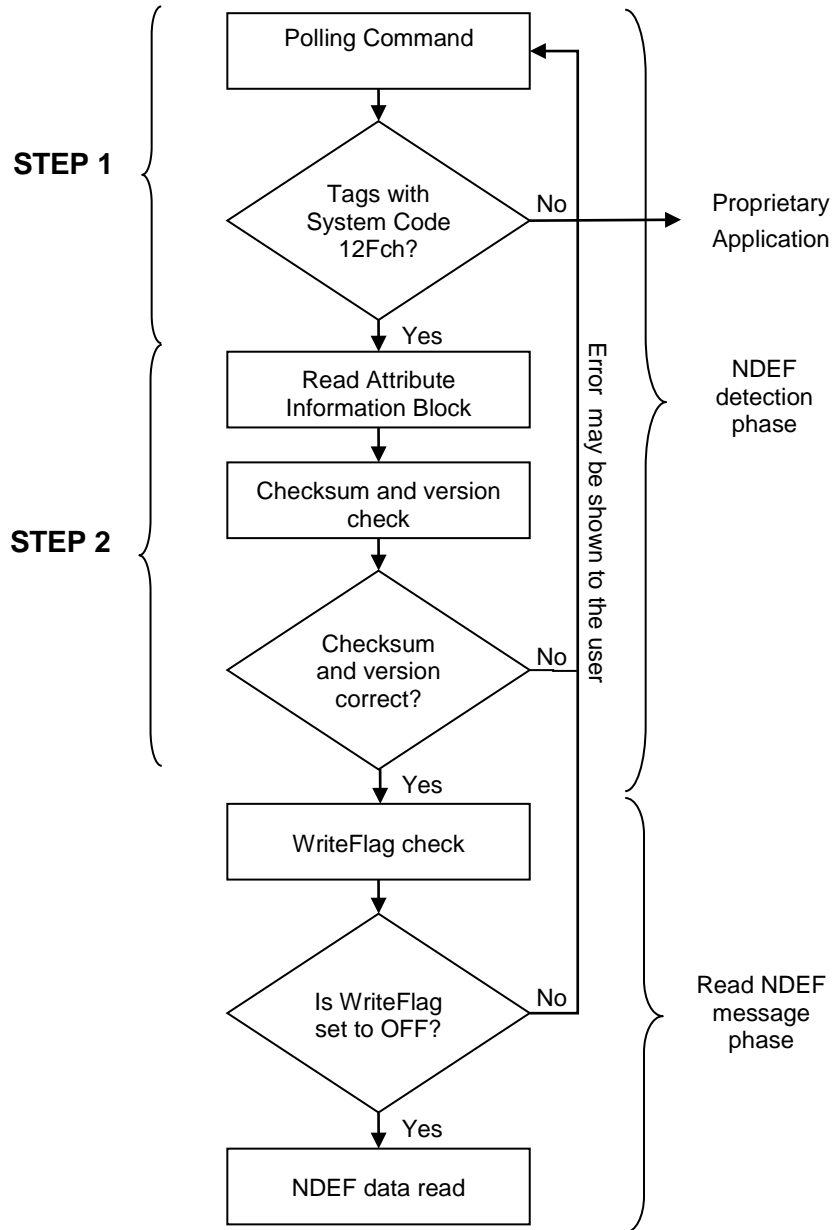 Polling Command
STEP 1
Tags with
System Code
12Fch?
No
Proprietary
Application
Yes
Read Attribute
Information Block
Error may be shown to the user
NDEF
detection
phase
Checksum and version
check
STEP 2
Checksum
and version
correct?
No
Yes
WriteFlag check
Is WriteFlag
set to OFF?
No
Read NDEF
message
phase
Yes
NDEF data read